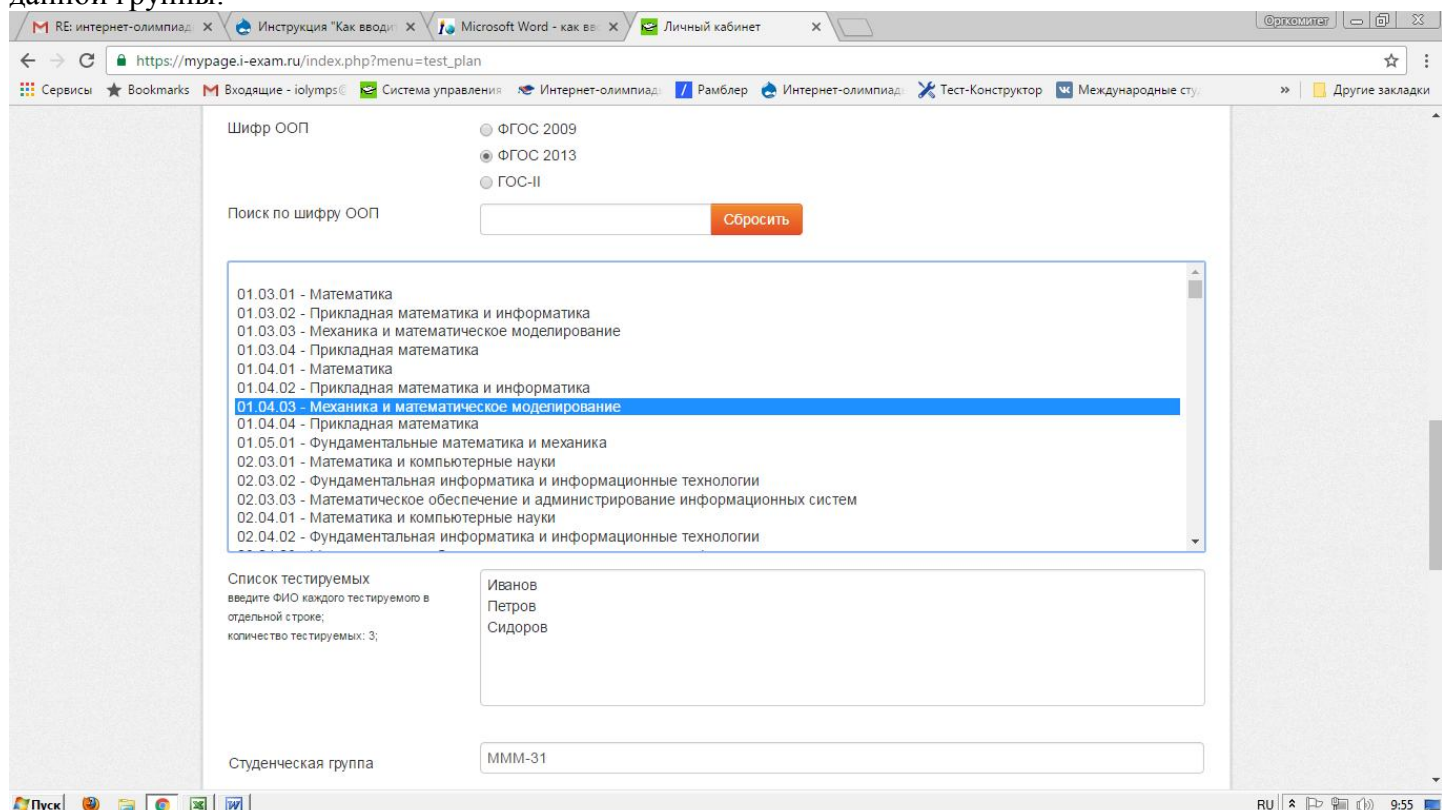 данной группы.
RE: интернет-олимпиад
Инструкция "Как вводи
Microsoft Word - как вв
Личный кабинет
Оргкомитет
https://mypage.i-exam.ru/index.php?menu=test_plan
Сервисы Bookmarks Входящие - iolymps Система управления Интернет-олимпиад Рамблер Интернет-олимпиад Тест-Конструктор Международные сту » Другие закладки
Шифр ООП
ФГОС 2009
ФГОС 2013
ГОС-II
Поиск по шифру ООП
Сбросить
01.03.01 - Математика
01.03.02 - Прикладная математика и информатика
01.03.03 - Механика и математическое моделирование
01.03.04 - Прикладная математика
01.04.01 - Математика
01.04.02 - Прикладная математика и информатика
01.04.03 - Механика и математическое моделирование
01.04.04 - Прикладная математика
01.05.01 - Фундаментальные математика и механика
02.03.01 - Математика и компьютерные науки
02.03.02 - Фундаментальная информатика и информационные технологии
02.03.03 - Математическое обеспечение и администрирование информационных систем
02.04.01 - Математика и компьютерные науки
02.04.02 - Фундаментальная информатика и информационные технологии
Список тестируемых
введите ФИО каждого тестируемого в
отдельной строке;
количество тестируемых: 3;
Иванов
Петров
Сидоров
Студенческая группа
МММ-31
Пуск
RU
9:55